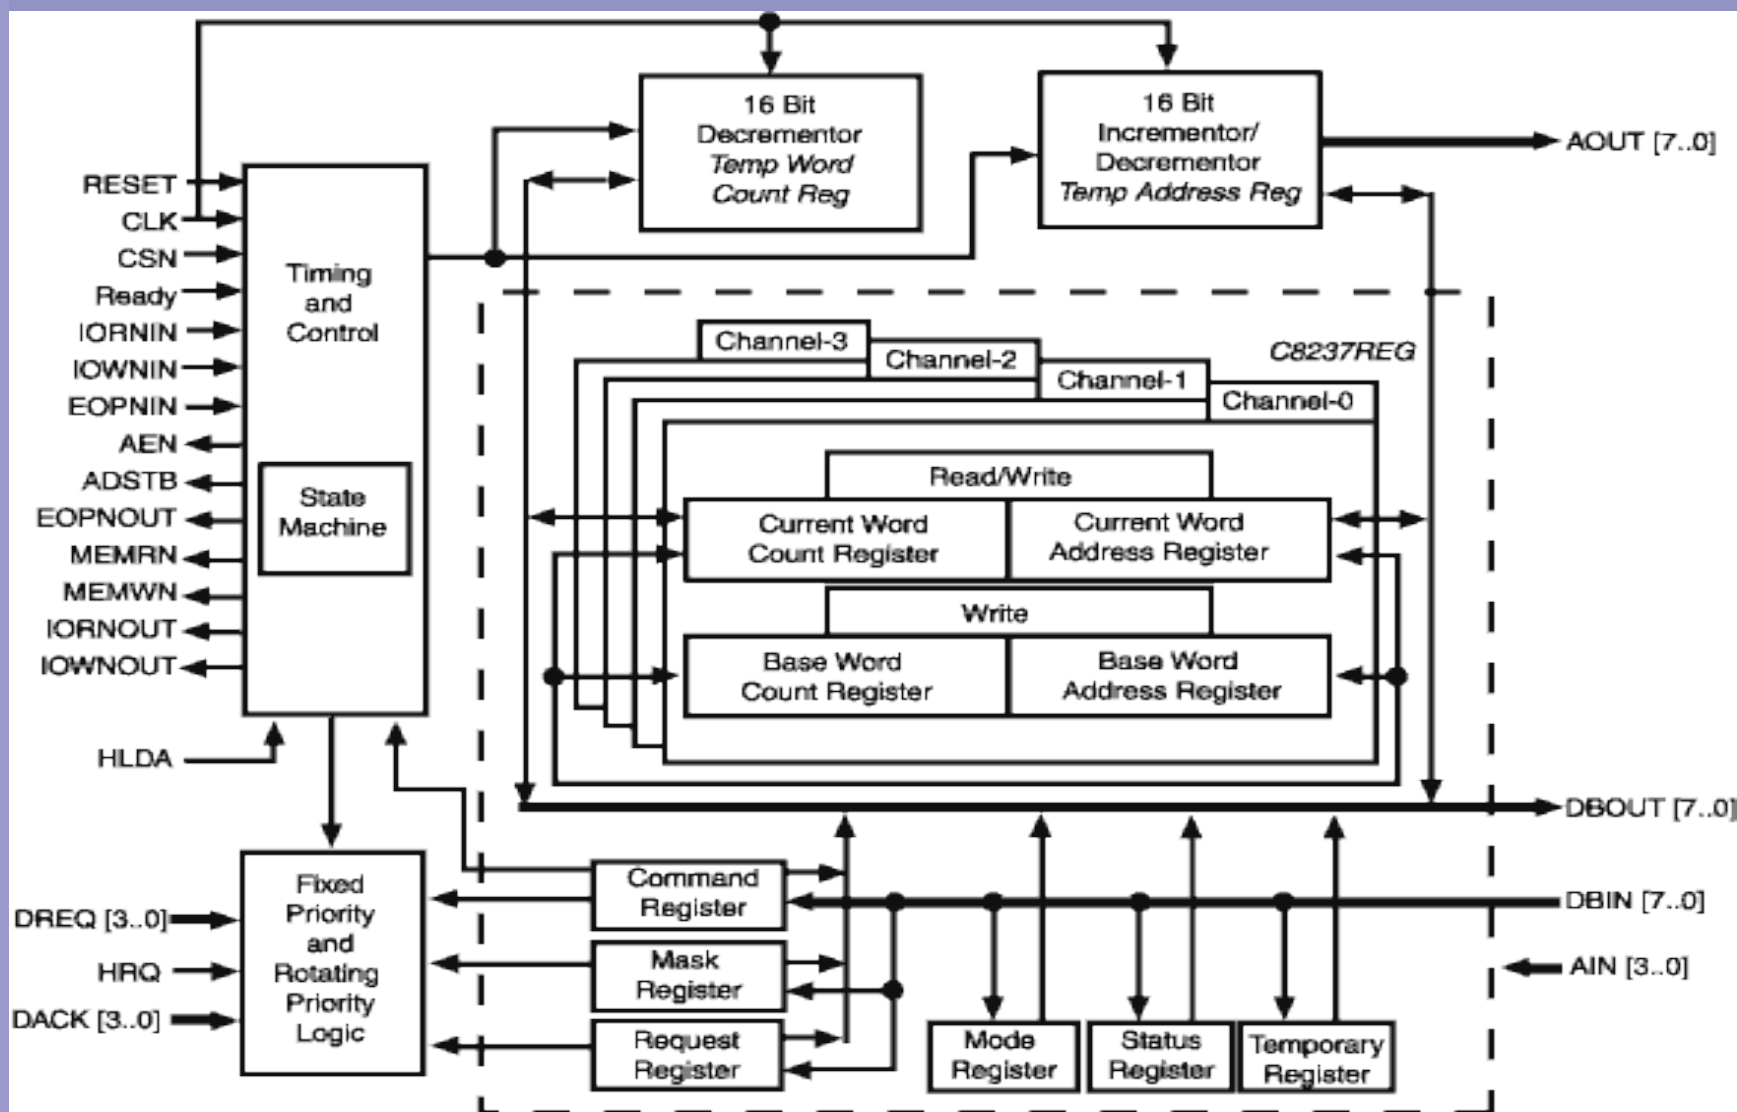 16 Bit
Decrementor
Temp Word
Count Reg
16 Bit
Incrementor/
Decrementor
Temp Address Reg
AOUT [7..0]
RESET
CLK
CSN
Ready
IORNIN
IOWNIN
EOPNIN
AEN
ADSTB
EOPNOUT
MEMRN
MEMWN
IORNOUT
IOWNOUT
HLDA
Timing
and
Control
State
Machine
Channel-3
Channel-2
Channel-1
Channel-0
C8237REG
Read/Write
Current Word
Count Register
Current Word
Address Register
Write
Base Word
Count Register
Base Word
Address Register
DBOUT [7..0]
DREQ [3..0]
HRQ
DACK [3..0]
Fixed
Priority
and
Rotating
Priority
Logic
Command
Register
Mask
Register
Request
Register
Mode
Register
Status
Register
Temporary
Register
DBIN [7..0]
AIN [3..0]